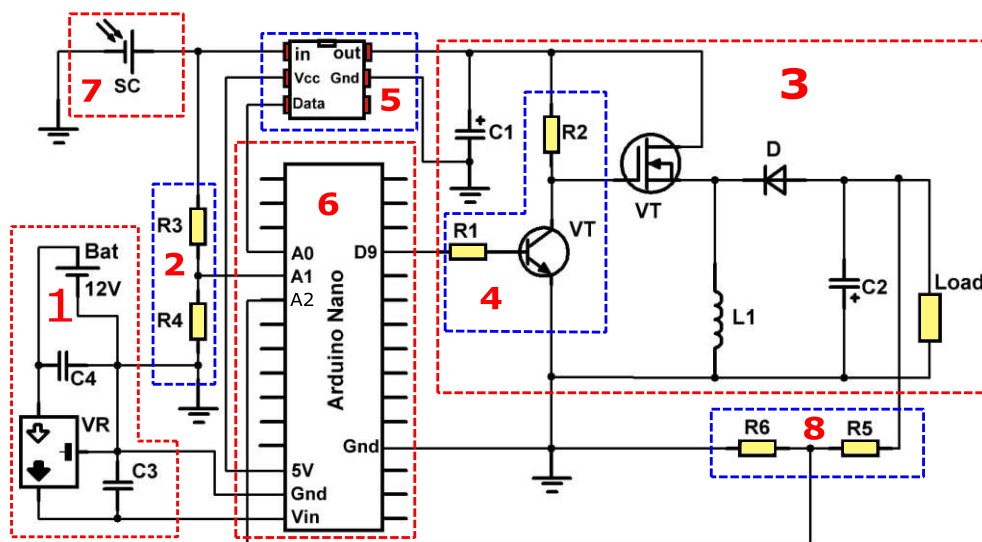 7
SC
in
out
Vcc
Gnd
Data
5
3
C1
R2
VT
D
6
R3
2
R4
A0
A1
A2
D9
R1
VT
4
Bat
1
12V
C4
VR
C3
Arduino Nano
L1
C2
Load
Gnd
5V
Gnd
Vin
R6
8
R5